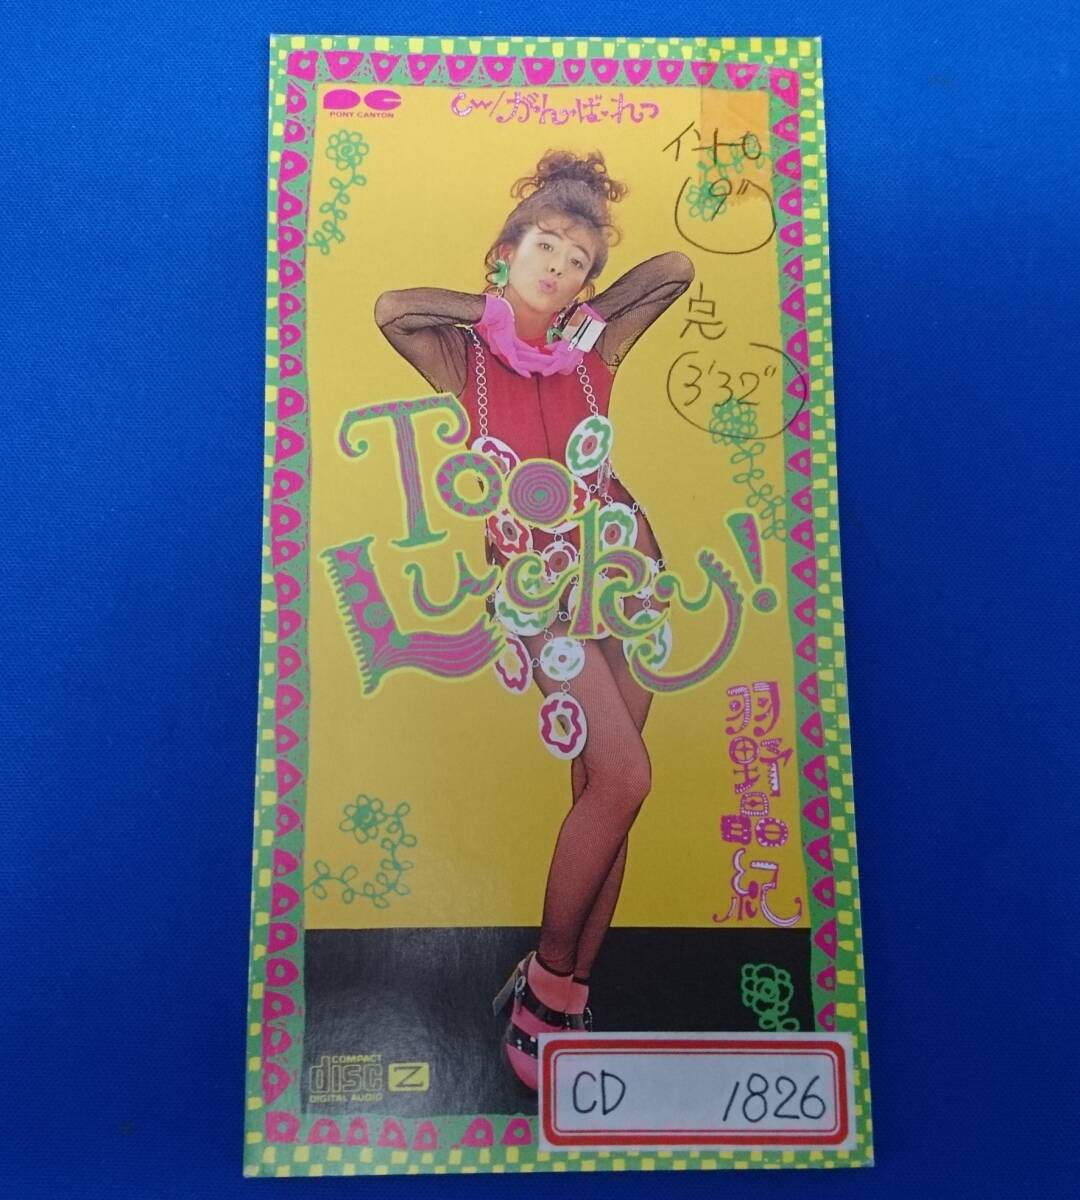 PONY CANYON
C/W/がんばれっ
イントロ
9"
完
3'32"
Too
Lucky!
羽野晶紀
COMPACT
disc
DIGITAL AUDIO
Z
CD 1826